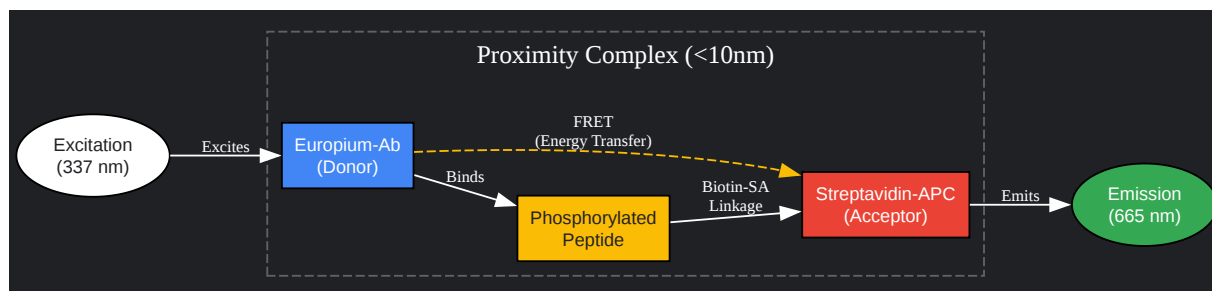 Proximity Complex (<10nm)
Excitation
(337 nm)
Excites
Europium-Ab
(Donor)
FRET
(Energy Transfer)
Binds
Phosphorylated
Peptide
Biotin-SA
Linkage
Streptavidin-APC
(Acceptor)
Emits
Emission
(665 nm)